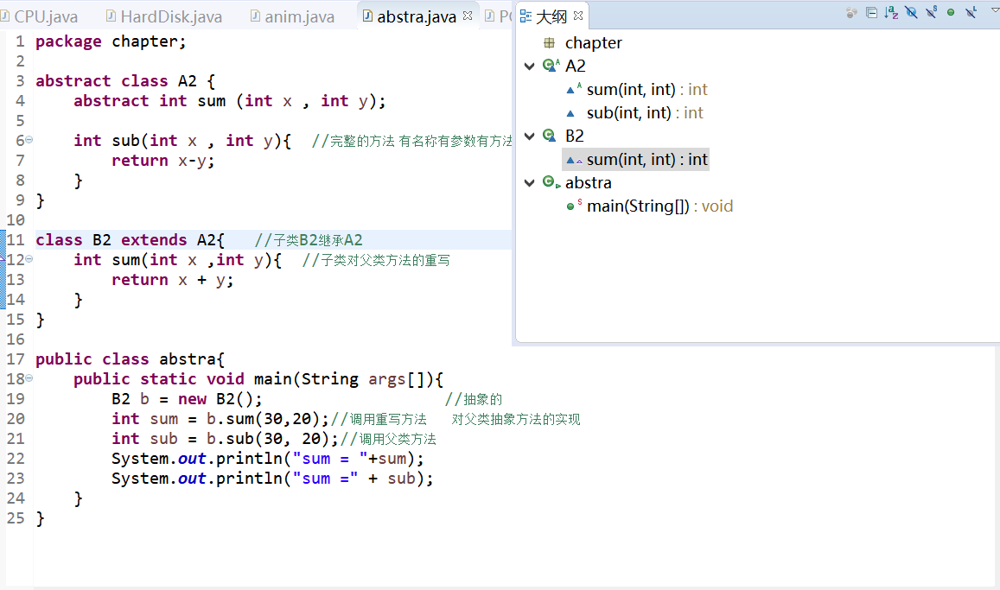 CPU.java HardDisk.java anim.java abstra.java
大纲
1 package chapter;
2
3 abstract class A2 {
4 abstract int sum (int x , int y);
5
6 int sub(int x , int y){ //完整的方法 有名称有参数有方法
7 return x-y;
8 }
9 }
10
11 class B2 extends A2{ //子类B2继承A2
12 int sum(int x ,int y){ //子类对父类方法的重写
13 return x + y;
14 }
15 }
16
17 public class abstra{
18 public static void main(String args[]){
19 B2 b = new B2(); //抽象的
20 int sum = b.sum(30,20);//调用重写方法 对父类抽象方法的实现
21 int sub = b.sub(30, 20);//调用父类方法
22 System.out.println("sum = "+sum);
23 System.out.println("sum =" + sub);
24 }
25 }
chapter
A2
sum(int, int) : int
sub(int, int) : int
B2
sum(int, int) : int
abstra
main(String[]) : void